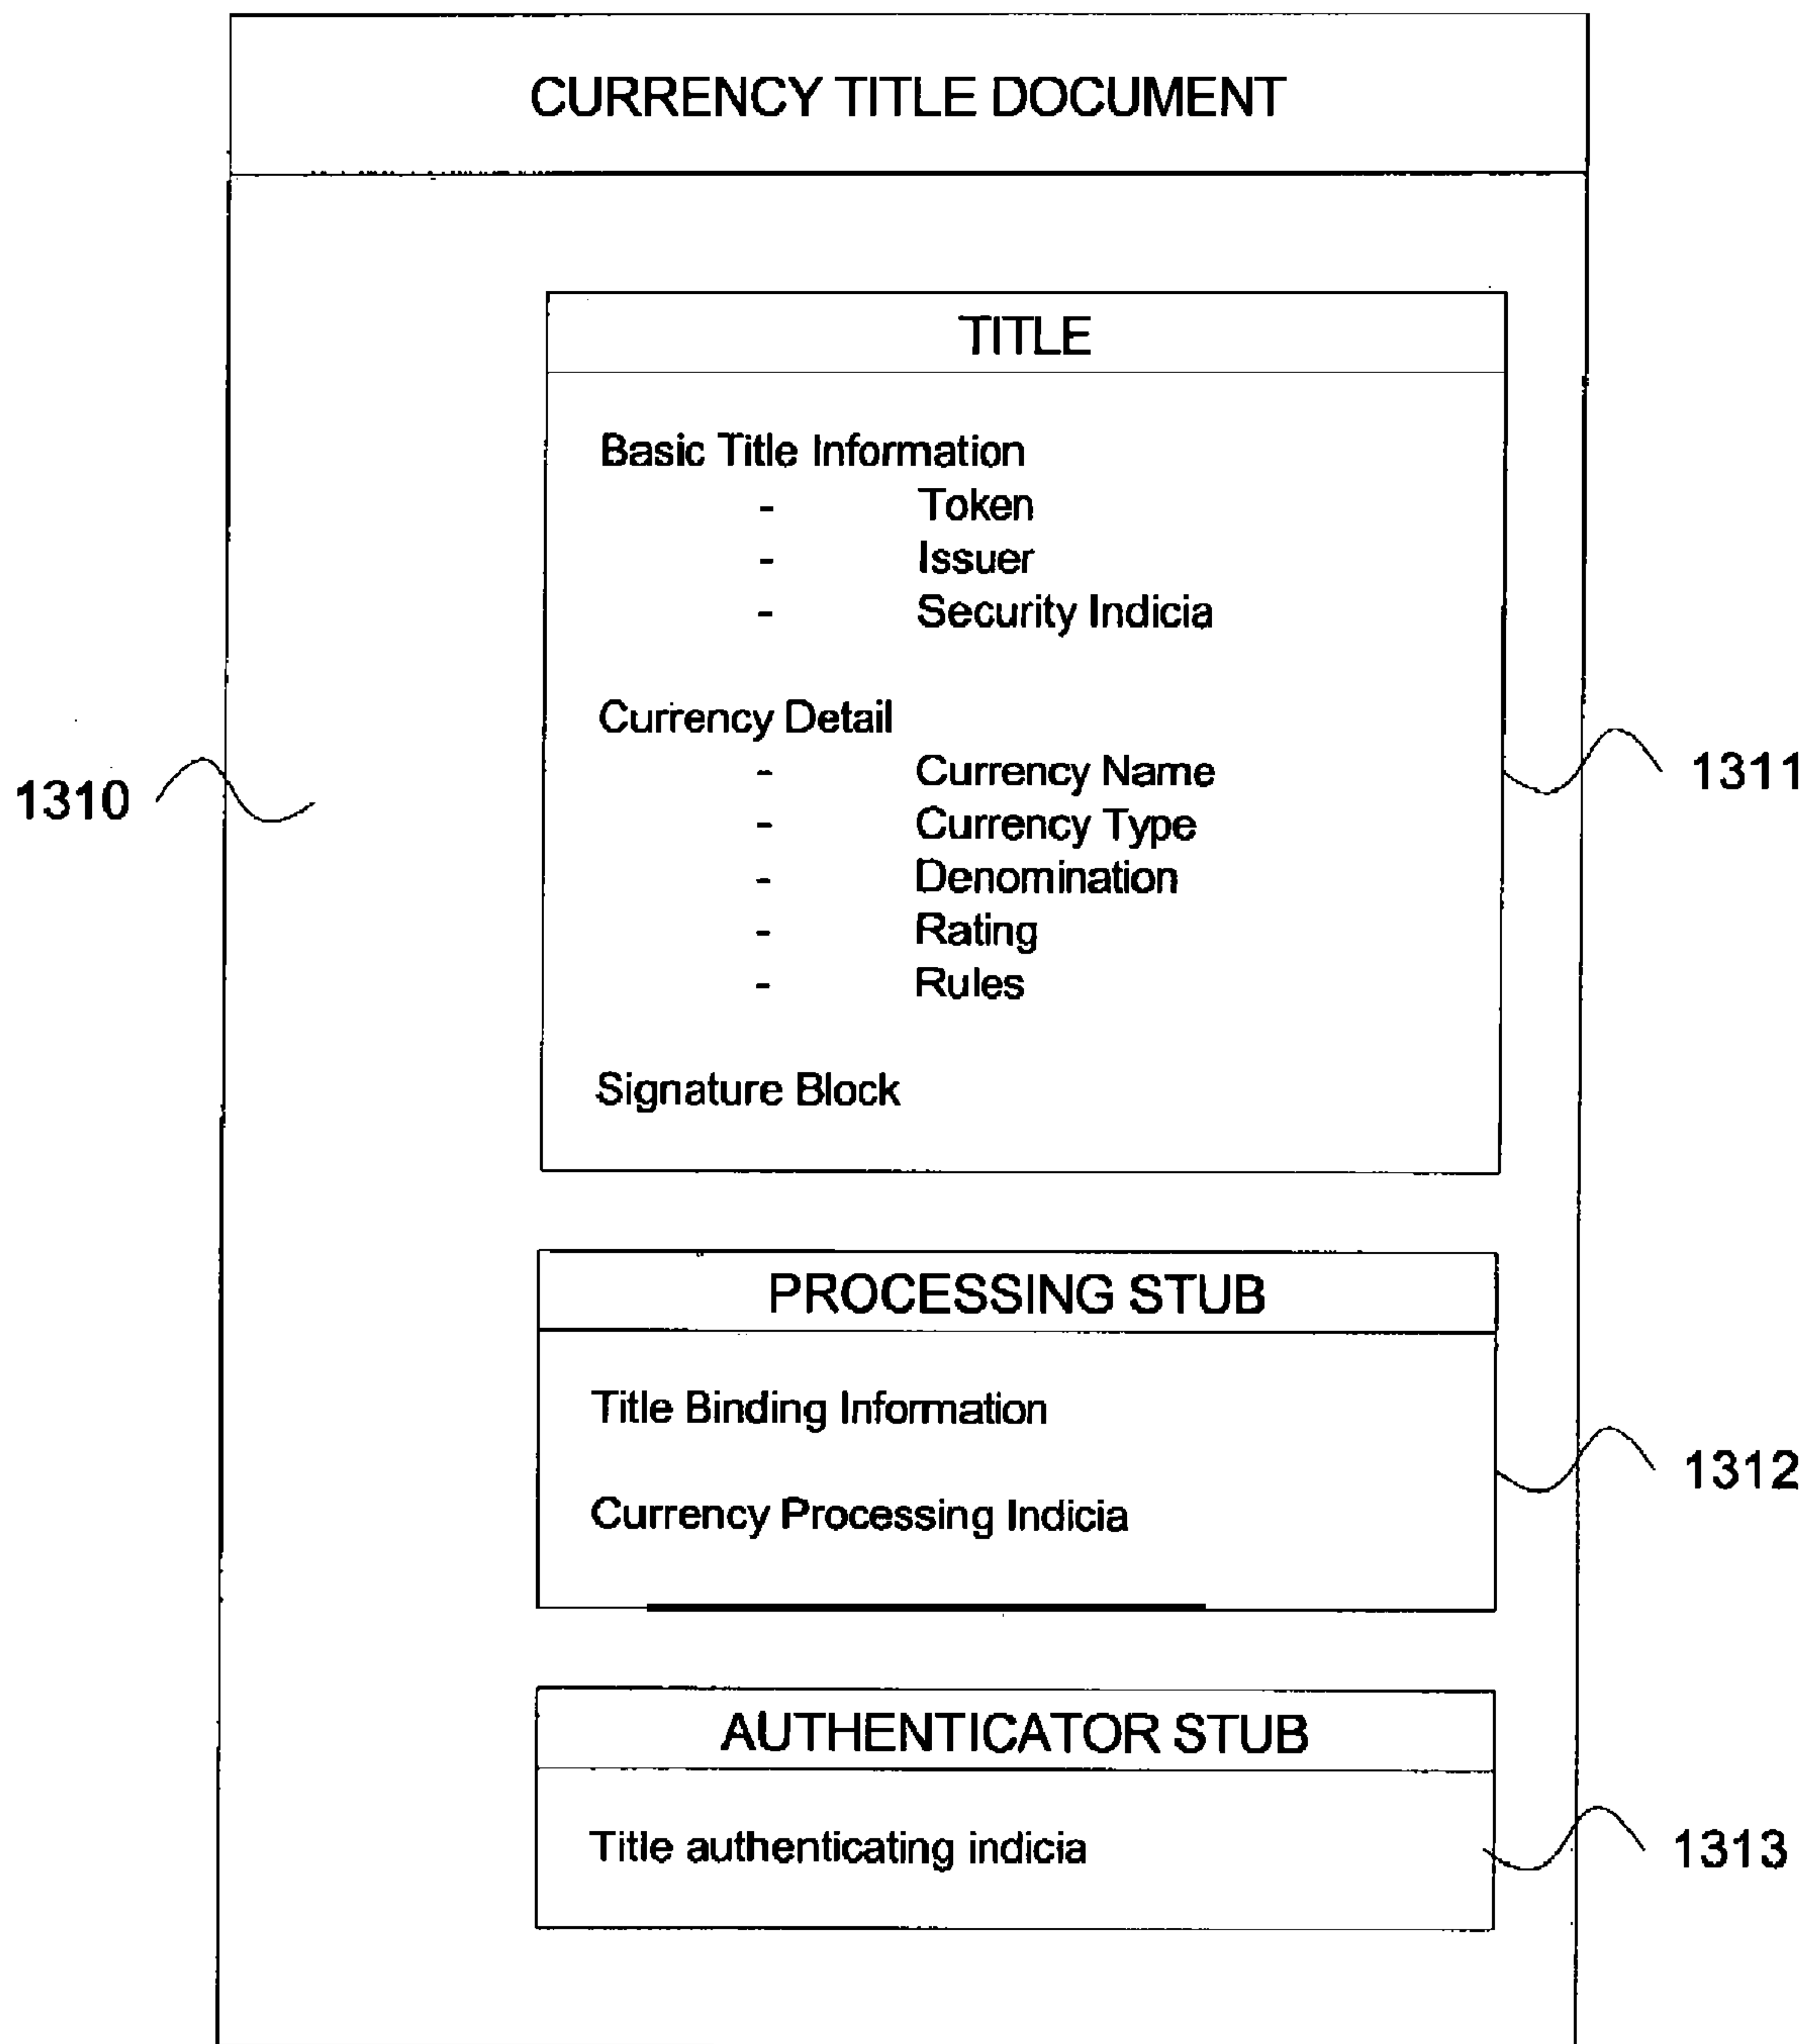 CURRENCY TITLE DOCUMENT
TITLE
Basic Title Information
- Token
- Issuer
- Security Indicia
Currency Detail
- Currency Name
- Currency Type
- Denomination
- Rating
- Rules
Signature Block
1310
1311
PROCESSING STUB
Title Binding Information
Currency Processing Indicia
1312
AUTHENTICATOR STUB
Title authenticating indicia
1313